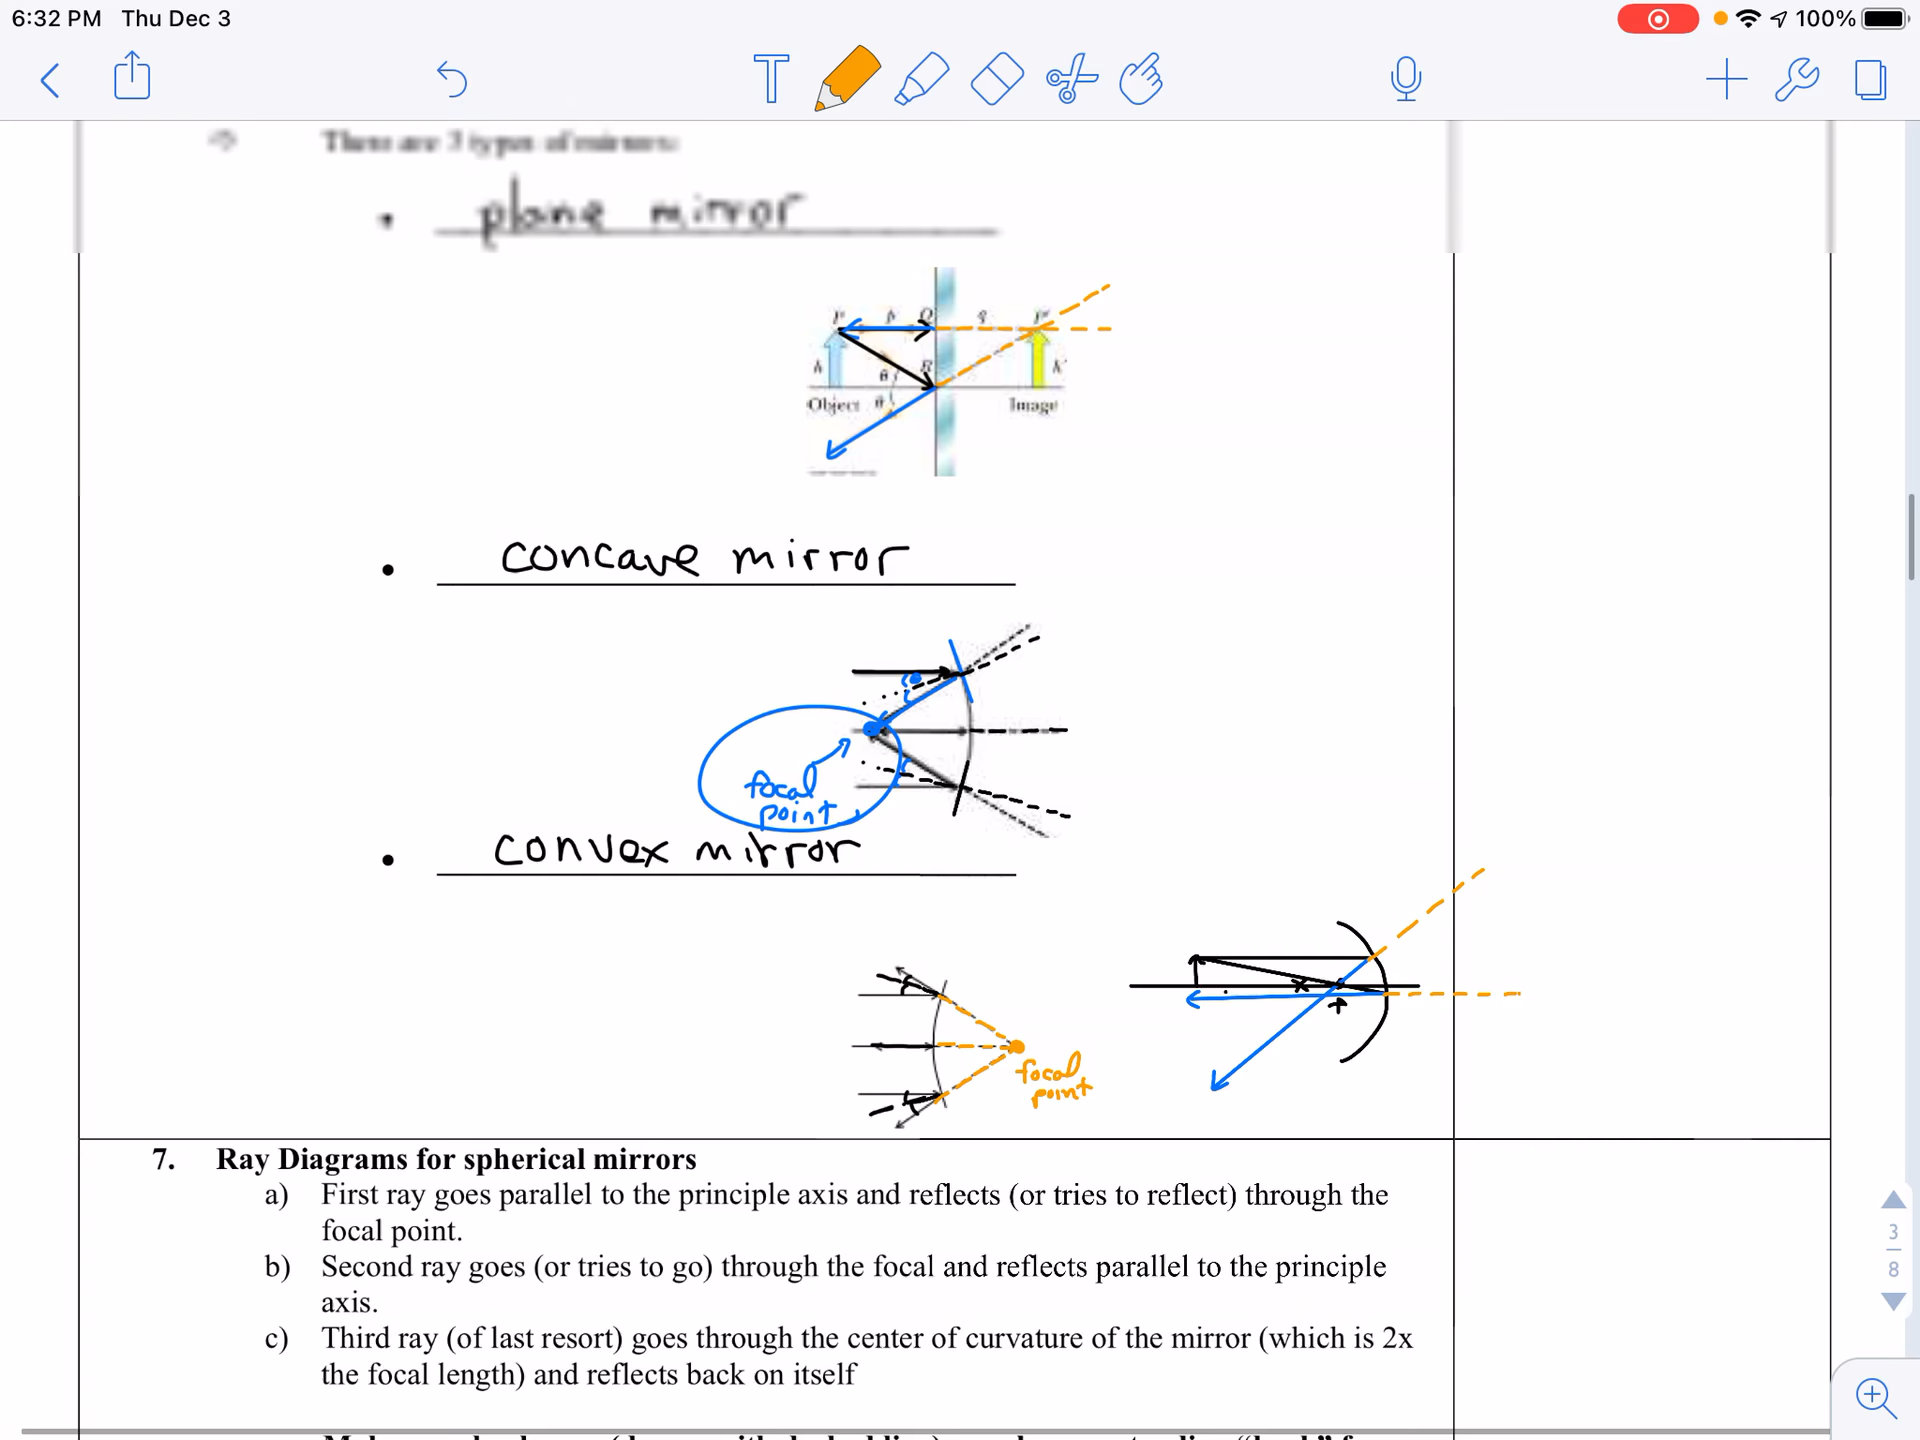 6:32 PM Thu Dec 3
100%
There are 3 types of mirrors:
• plane mirror
P p Q q P'
h θ R h'
Object θ Image
• concave mirror
θ
focal
point
• convex mirror
focal
point
7. Ray Diagrams for spherical mirrors
a) First ray goes parallel to the principle axis and reflects (or tries to reflect) through the
focal point.
b) Second ray goes (or tries to go) through the focal and reflects parallel to the principle
axis.
c) Third ray (of last resort) goes through the center of curvature of the mirror (which is 2x
the focal length) and reflects back on itself
3
8